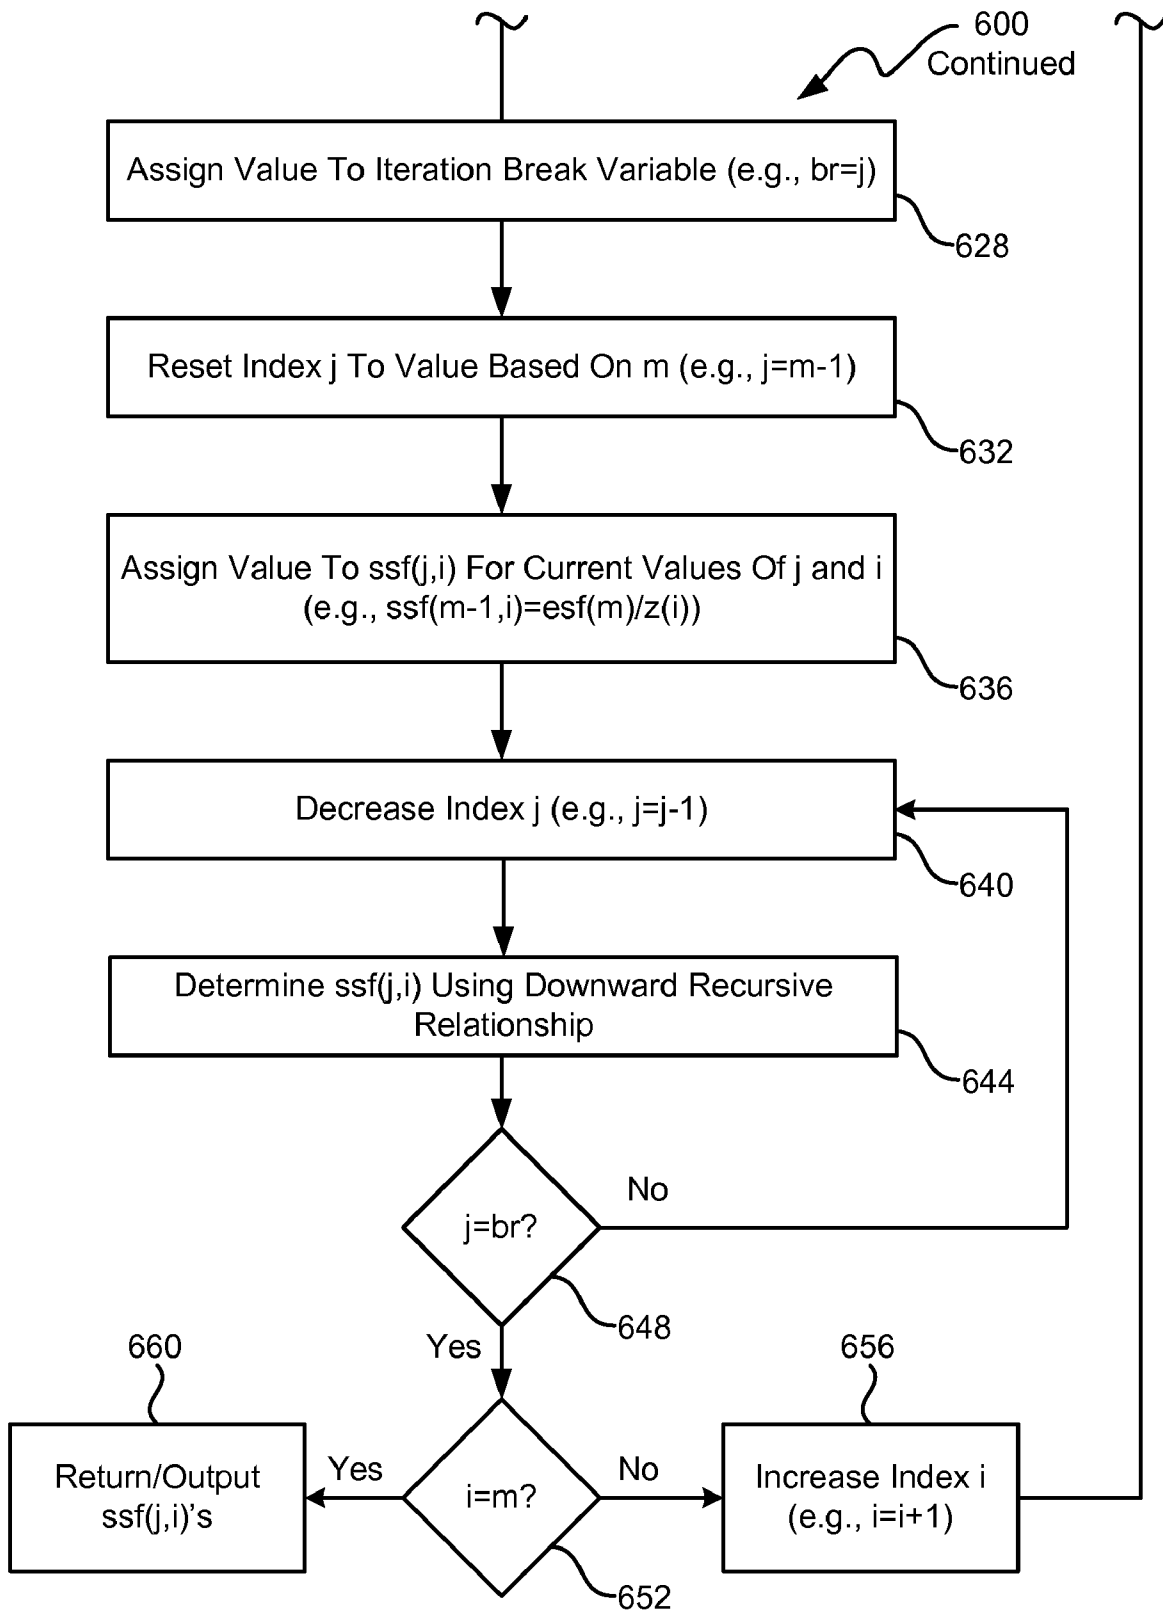 600
Continued
Assign Value To Iteration Break Variable (e.g., br=j)
628
Reset Index j To Value Based On m (e.g., j=m-1)
632
Assign Value To ssf(j,i) For Current Values Of j and i
(e.g., ssf(m-1,i)=esf(m)/z(i))
636
Decrease Index j (e.g., j=j-1)
640
Determine ssf(j,i) Using Downward Recursive
Relationship
644
No
j=br?
648
Yes
660
656
Return/Output
ssf(j,i)'s
Yes
i=m?
No
Increase Index i
(e.g., i=i+1)
652